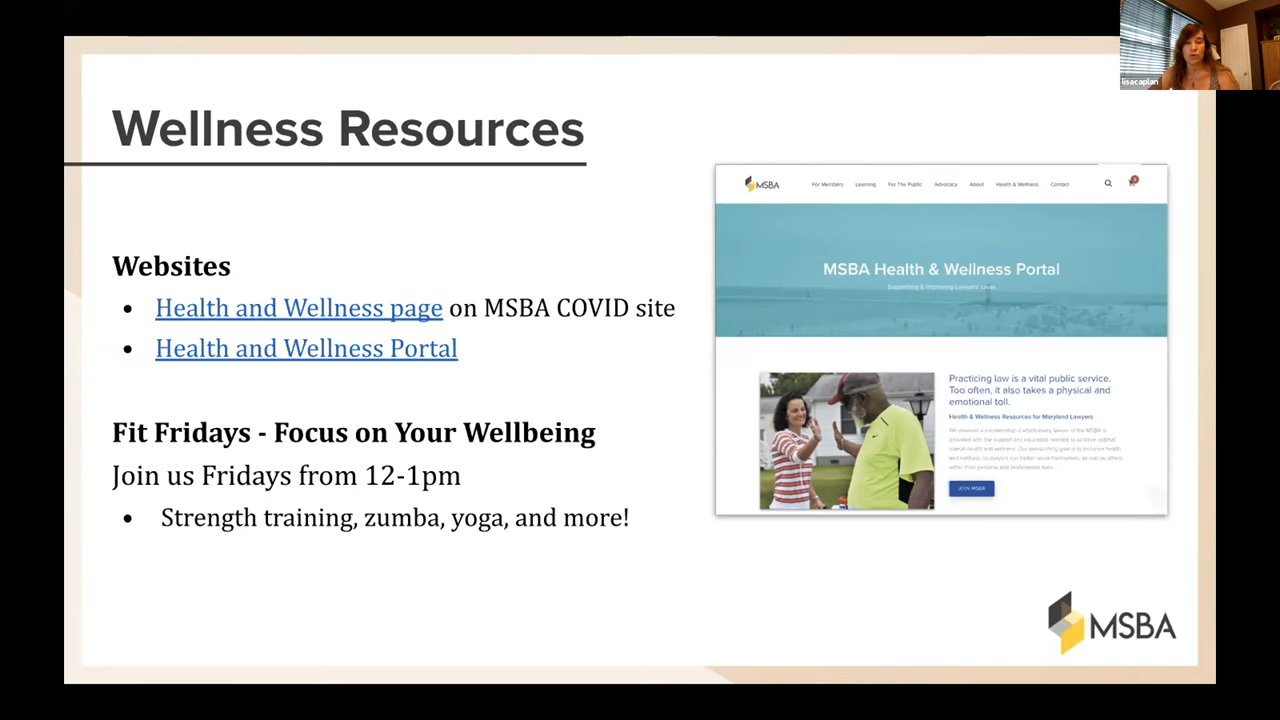 lisacaplan
Wellness Resources
Websites
• Health and Wellness page on MSBA COVID site
• Health and Wellness Portal
Fit Fridays - Focus on Your Wellbeing
Join us Fridays from 12-1pm
• Strength training, zumba, yoga, and more!
MSBA
For Members Learning For The Public Advocacy About Health & Wellness Contact
MSBA Health & Wellness Portal
Supporting & Improving Lawyers' Lives
Practicing law is a vital public service.
Too often, it also takes a physical and
emotional toll.
Health & Wellness Resources for Maryland Lawyers
JOIN MSBA
MSBA